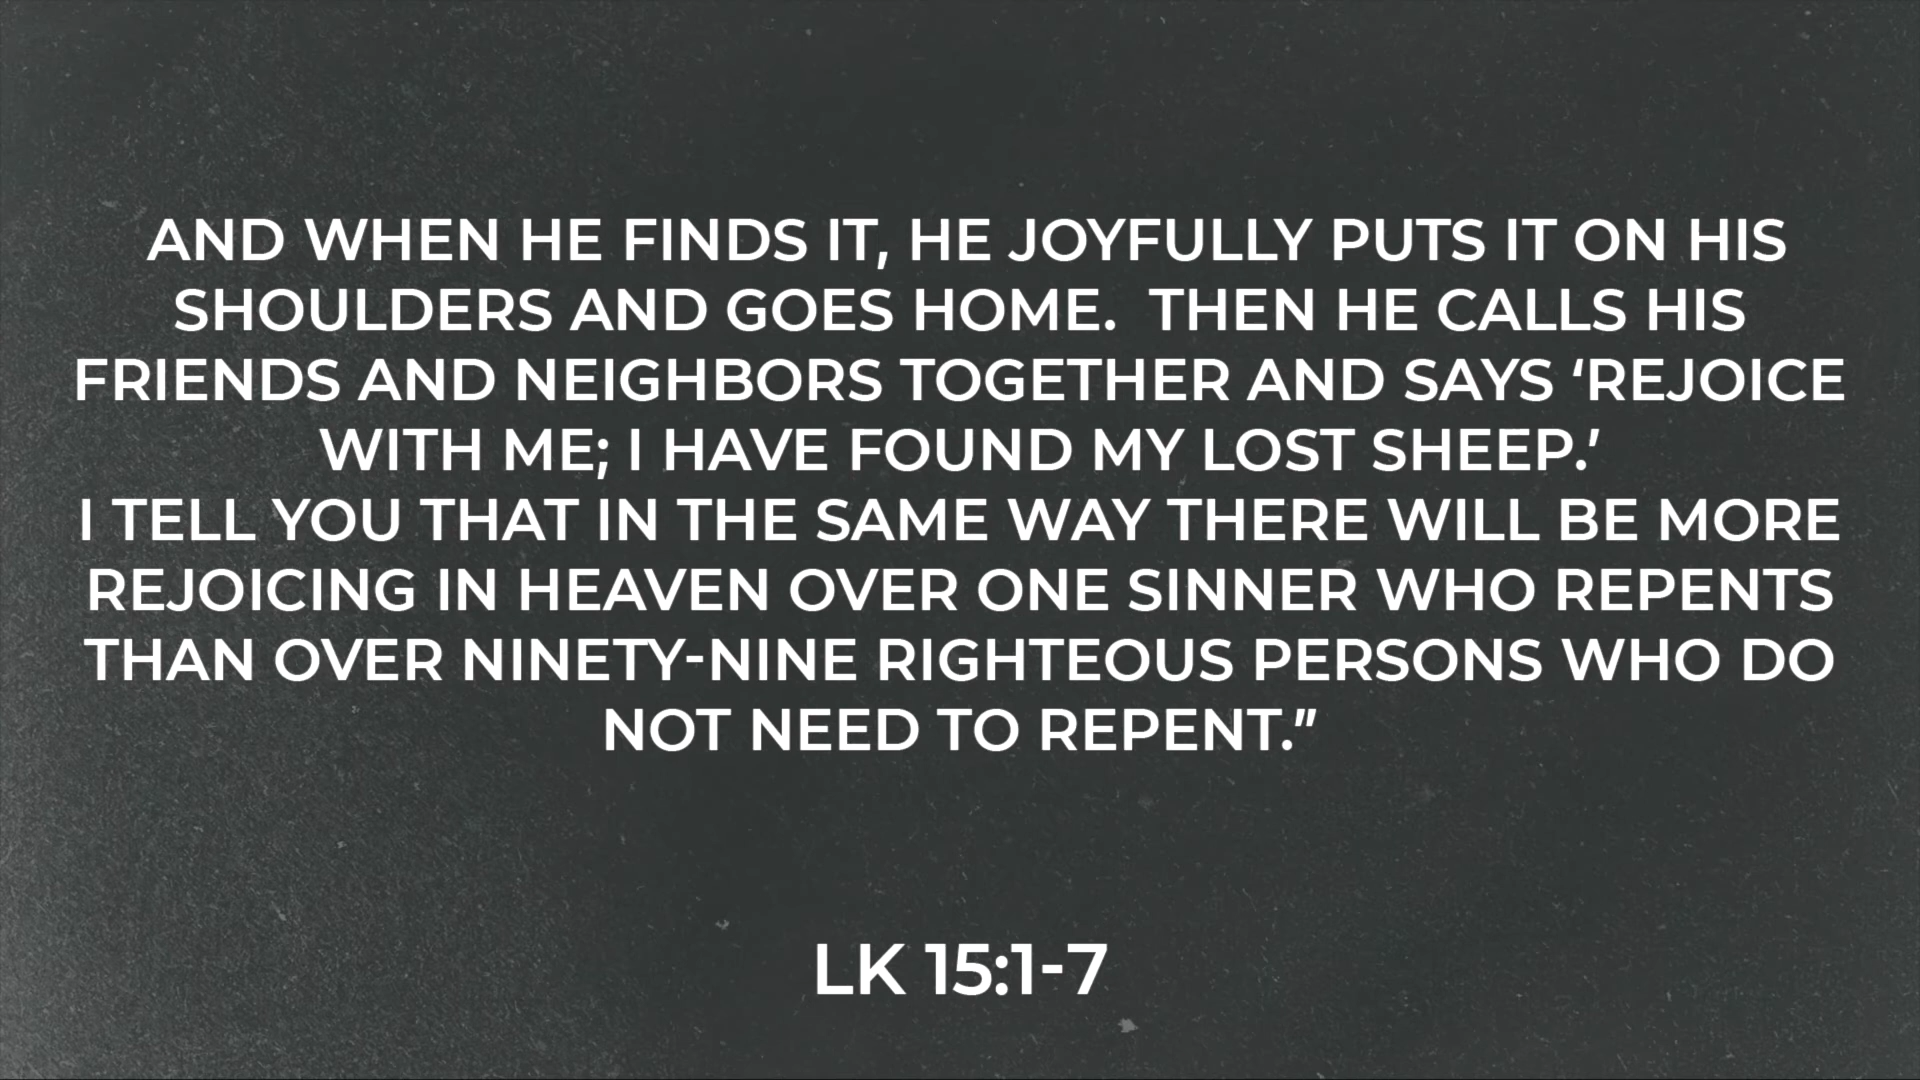 AND WHEN HE FINDS IT, HE JOYFULLY PUTS IT ON HIS
SHOULDERS AND GOES HOME.  THEN HE CALLS HIS
FRIENDS AND NEIGHBORS TOGETHER AND SAYS ‘REJOICE
WITH ME; I HAVE FOUND MY LOST SHEEP.’
I TELL YOU THAT IN THE SAME WAY THERE WILL BE MORE
REJOICING IN HEAVEN OVER ONE SINNER WHO REPENTS
THAN OVER NINETY-NINE RIGHTEOUS PERSONS WHO DO
NOT NEED TO REPENT.”
LK 15:1-7